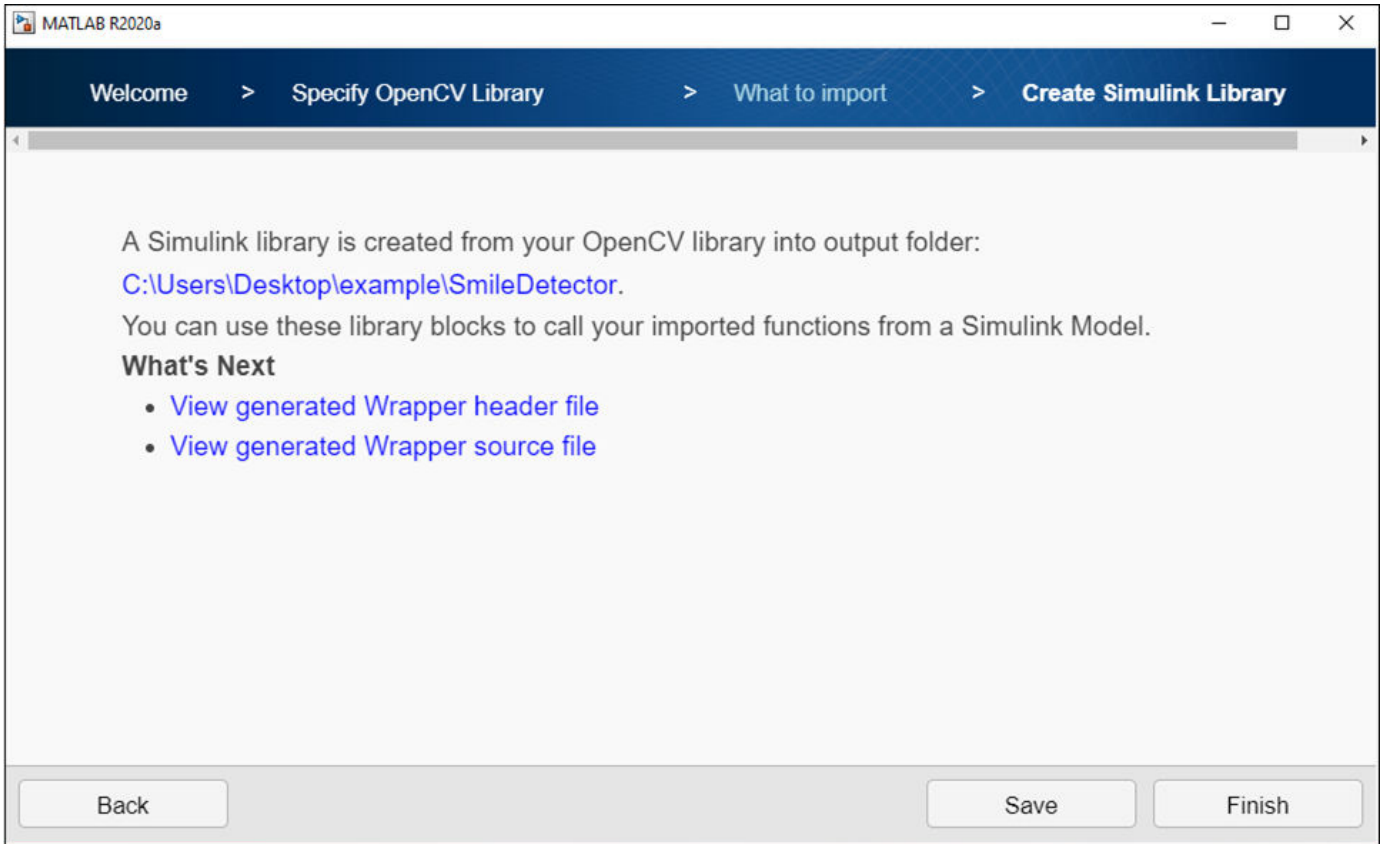 MATLAB R2020a
Welcome > Specify OpenCV Library > What to import > Create Simulink Library
A Simulink library is created from your OpenCV library into output folder:
C:\Users\Desktop\example\SmileDetector.
You can use these library blocks to call your imported functions from a Simulink Model.
What's Next
• View generated Wrapper header file
• View generated Wrapper source file
Back Save Finish